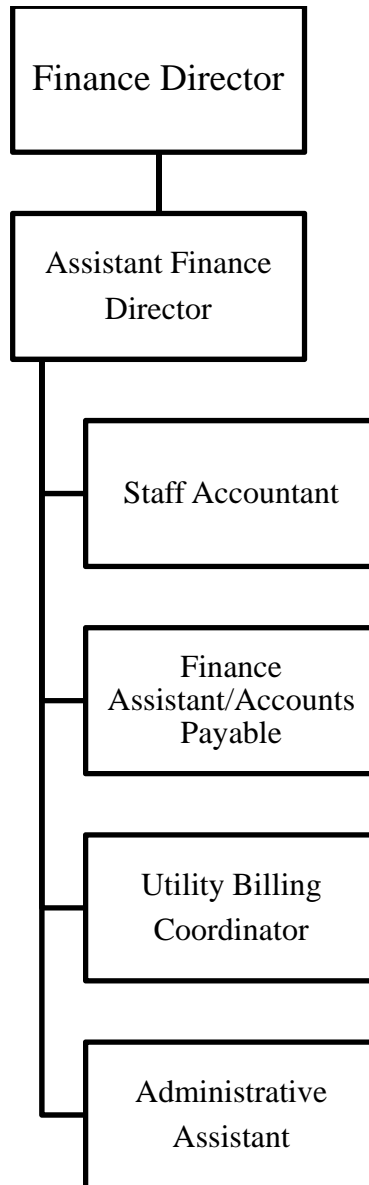 Finance Director
Assistant Finance
Director
Staff Accountant
Finance
Assistant/Accounts
Payable
Utility Billing
Coordinator
Administrative
Assistant